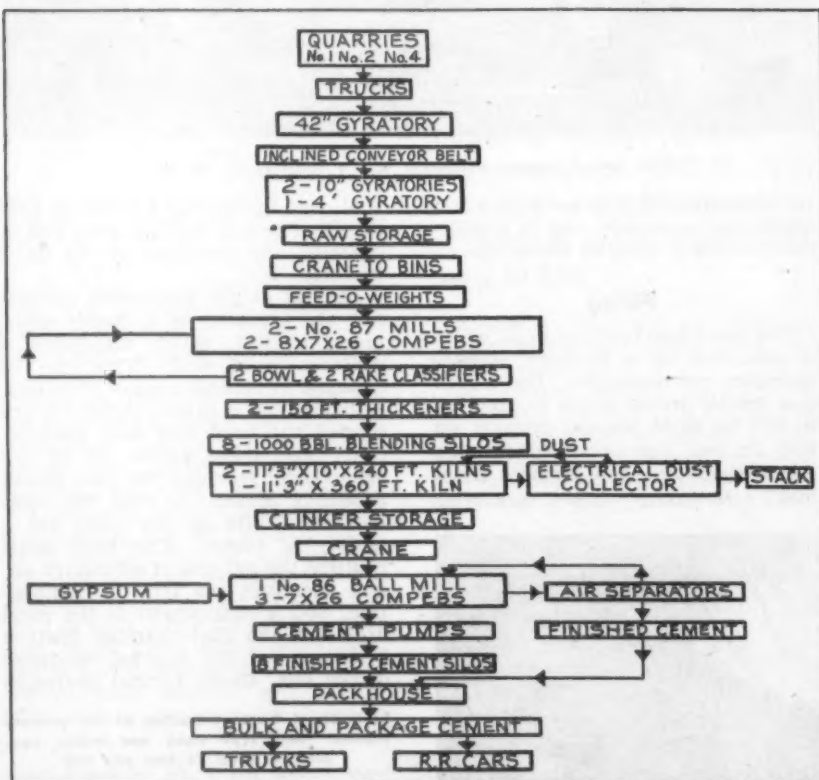 QUARRIES
No.1 No.2 No.4
TRUCKS
42" GYRATORY
INCLINED CONVEYOR BELT
2-10" GYRATORIES
1-4' GYRATORY
RAW STORAGE
CRANE TO BINS
FEED-O-WEIGHTS
2-No. 87 MILLS
2-8X7X26 COMPEBS
2 BOWL & 2 RAKE CLASSIFIERS
2-150 FT. THICKENERS
8-1000 BBL. BLENDING SILOS
DUST
2-11'3"X10'X240 FT. KILNS
1-11'3" X 360 FT. KILN
ELECTRICAL DUST
COLLECTOR
STACK
CLINKER STORAGE
CRANE
GYPSUM
1 No. 86 BALL MILL
3-7X26 COMPEBS
AIR SEPARATORS
CEMENT PUMPS
FINISHED CEMENT
18 FINISHED CEMENT SILOS
PACKHOUSE
BULK AND PACKAGE CEMENT
TRUCKS
R.R. CARS